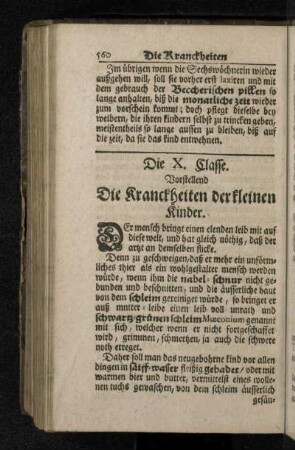 560 Die Kranckheiten
Im übrigen wenn die Sechswöchnerin wieder
außgehen will, soll sie vorher erst laxiren und mit
dem gebrauch der Beccherischen pillen so
lange anhalten, biß die monatliche zeit wieder
zum vorschein kommt; doch pfleget dieselbe bey
weibern, die ihren kindern selbst zu trincken geben,
meistentheils so lange aussen zu bleiben, biß auf
die zeit, da sie das kind entwehnen.
Die X. Classe.
Vorstellend
Die Kranckheiten der kleinen
Kinder.
DEr mensch bringt einen elenden leib mit auf
diese welt, und hat gleich nöthig, daß der
artzt an demselben flicke.
Denn zu geschweigen, daß er mehr ein unförm-
liches thier als ein wohlgestalter mensch werden
würde, wenn ihm die nabel-schnur nicht ge-
bunden und beschnitten, und die äusserliche haut
von dem schleim gereiniget würde, so bringet er
auß mutter-leibe einen leib voll unrath und
schwartz-grünen schleim Mæconium genannt
mit sich, welcher wenn er nicht fortgeschaffet
wird, grimmen, schmertzen, ja auch die schwere
noth erreget.
Daher soll man das neugebohrne kind vor allen
dingen in süß-wasser fleißig gebadet/ oder mit
warmen bier und butter, vermittelst eines wolle-
nen tuchs gewaschen, von dem schleim äusserlich
gesäu-